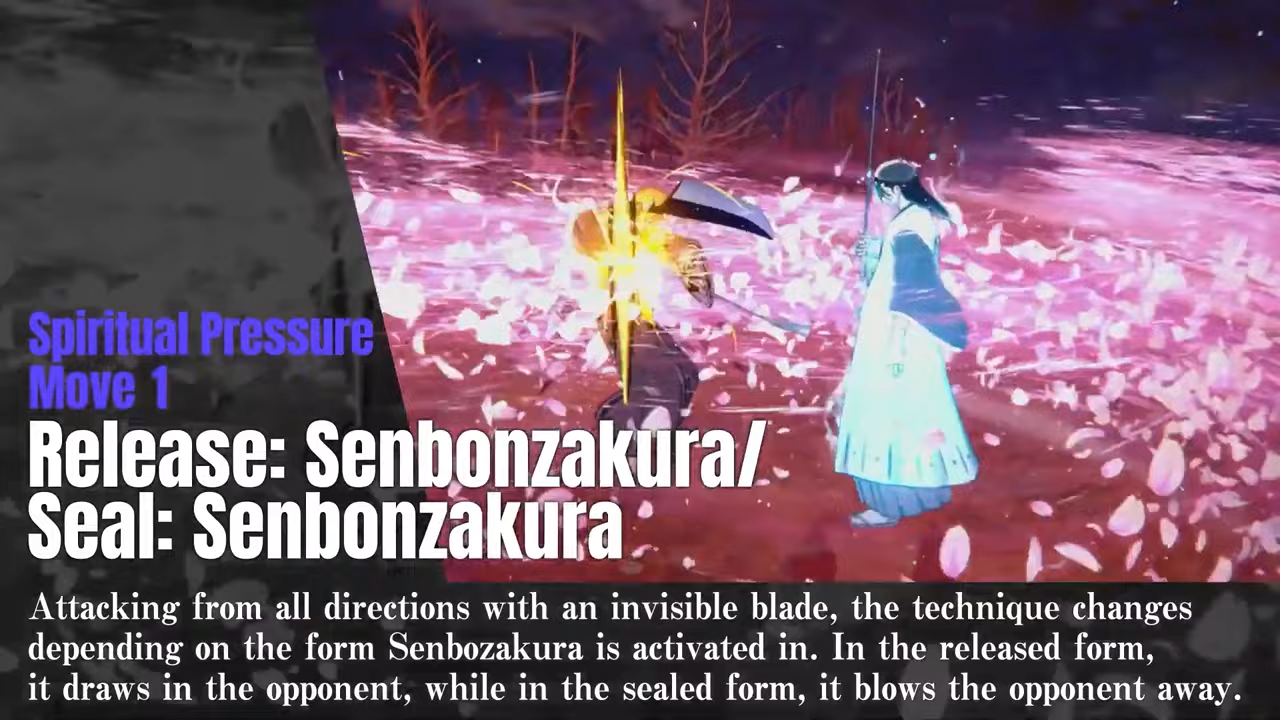 Spiritual Pressure
Move 1
Release: Senbonzakura/
Seal: Senbonzakura
Attacking from all directions with an invisible blade, the technique changes
depending on the form Senbozakura is activated in. In the released form,
it draws in the opponent, while in the sealed form, it blows the opponent away.